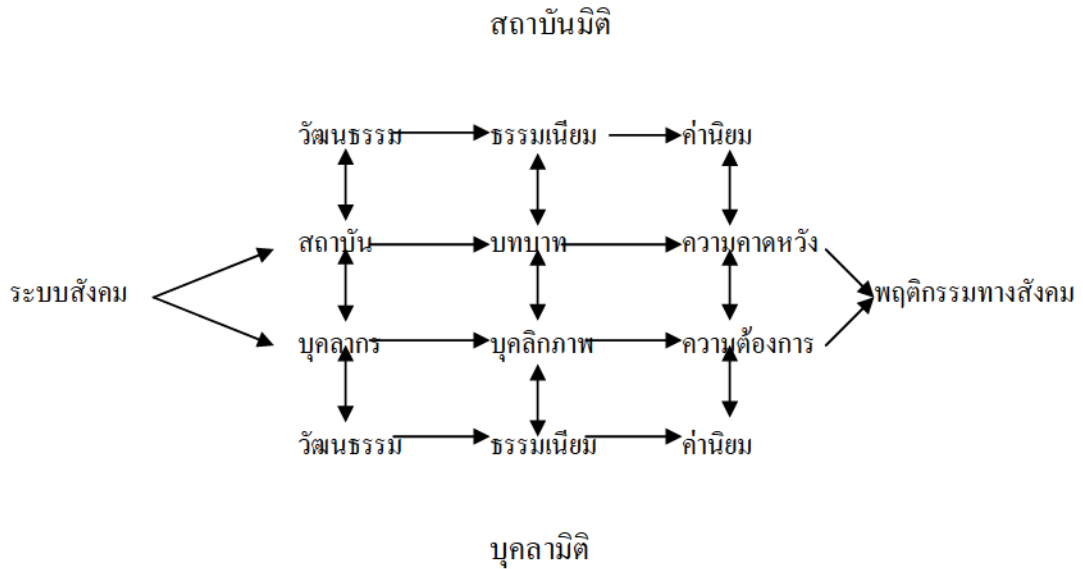 สถาบันมิติ
วัฒนธรรม ธรรมเนียม ค่านิยม
สถาบัน บทบาท ความคาดหวัง
ระบบสังคม พฤติกรรมทางสังคม
บุคลากร บุคลิกภาพ ความต้องการ
วัฒนธรรม ธรรมเนียม ค่านิยม
บุคลามิติ